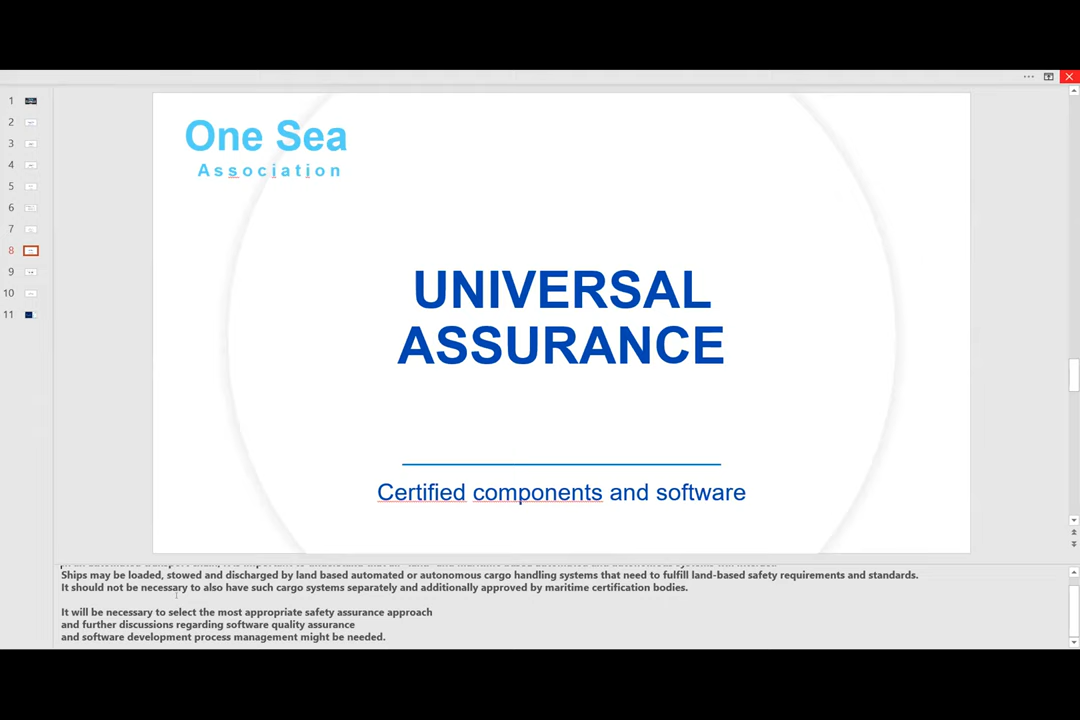 1
2
3
4
5
6
7
8
9
10
11
One Sea
Association
UNIVERSAL
ASSURANCE
Certified components and software
Ships may be loaded, stowed and discharged by land based automated or autonomous cargo handling systems that need to fulfill land-based safety requirements and standards.
It should not be necessary to also have such cargo systems separately and additionally approved by maritime certification bodies.
It will be necessary to select the most appropriate safety assurance approach
and further discussions regarding software quality assurance
and software development process management might be needed.